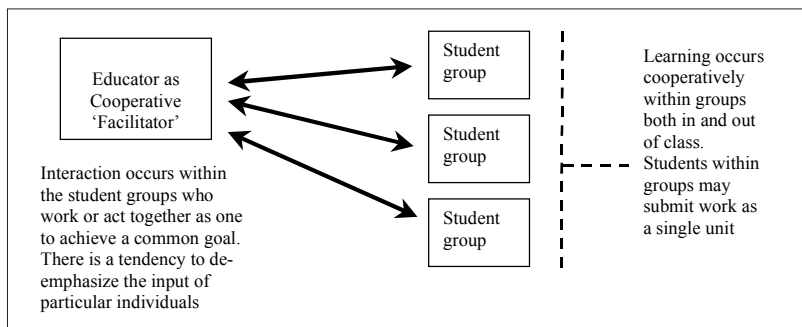 Educator as
Cooperative
‘Facilitator’
Interaction occurs within
the student groups who
work or act together as one
to achieve a common goal.
There is a tendency to de-
emphasize the input of
particular individuals
Student
group
Student
group
Student
group
Learning occurs
cooperatively
within groups
both in and out
of class.
Students within
groups may
submit work as
a single unit